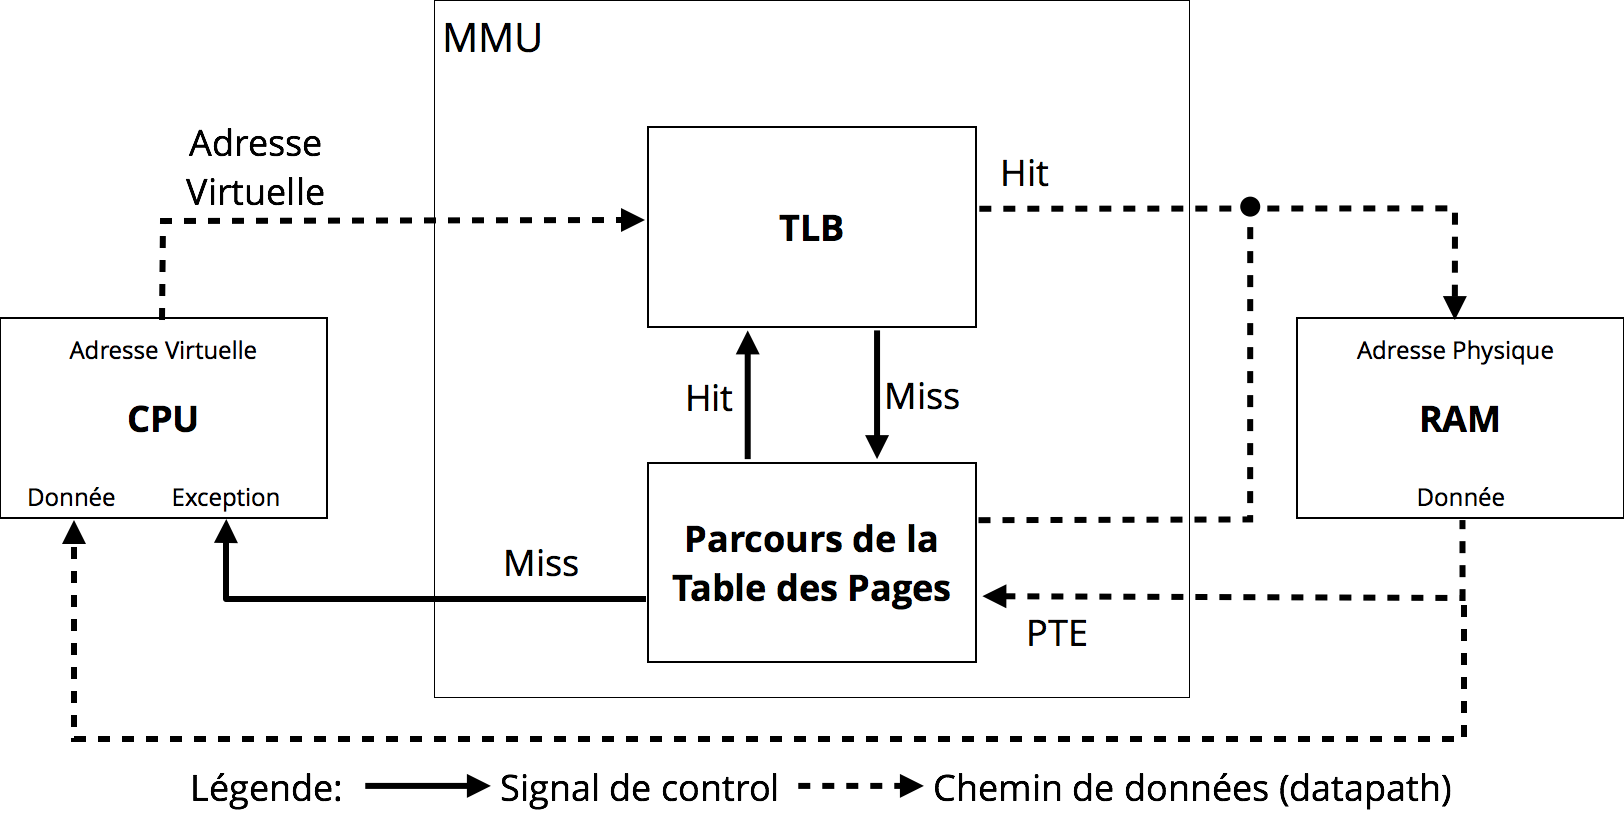 MMU
Adresse
Virtuelle
Hit
TLB
Adresse Virtuelle
CPU
Donnée Exception
Hit
Miss
Adresse Physique
RAM
Donnée
Parcours de la
Table des Pages
Miss
PTE
Légende: Signal de control Chemin de données (datapath)